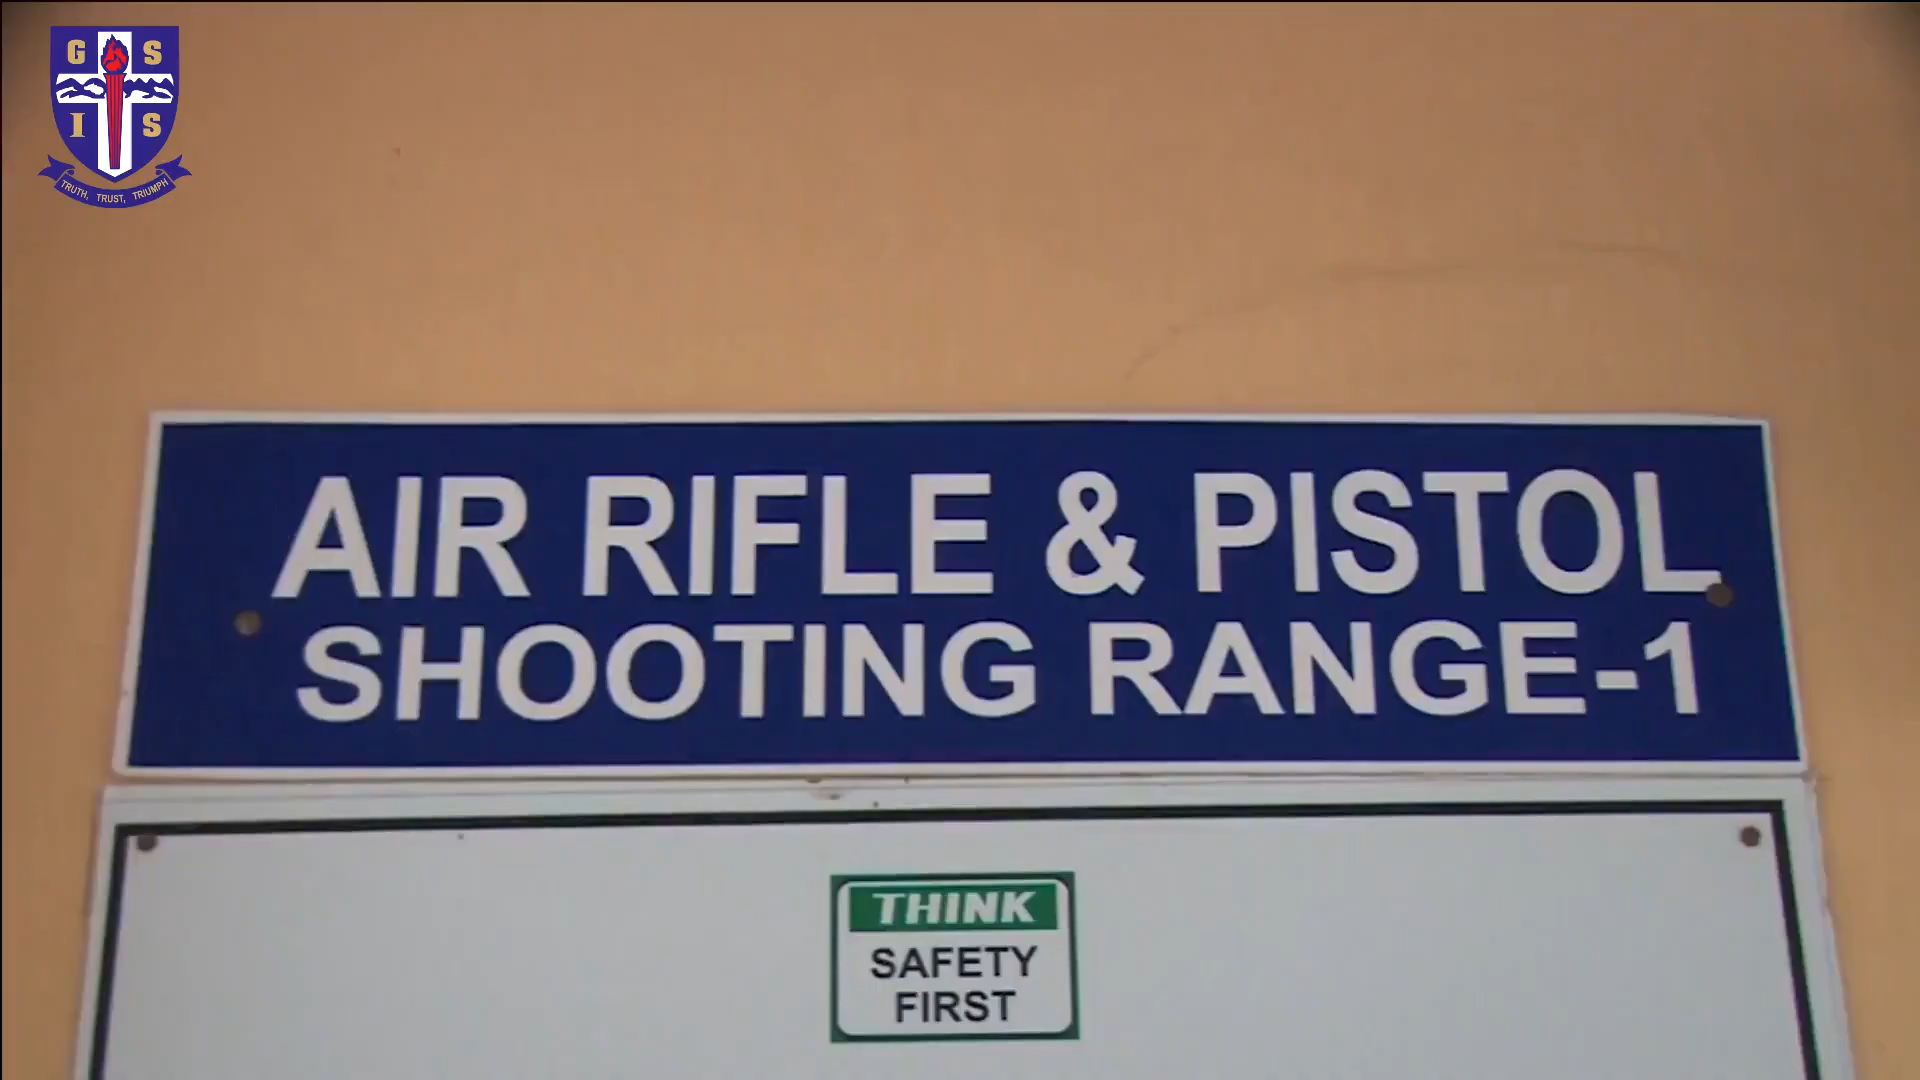 G S
I S
TRUTH, TRUST, TRIUMPH
AIR RIFLE & PISTOL
SHOOTING RANGE-1
THINK
SAFETY
FIRST